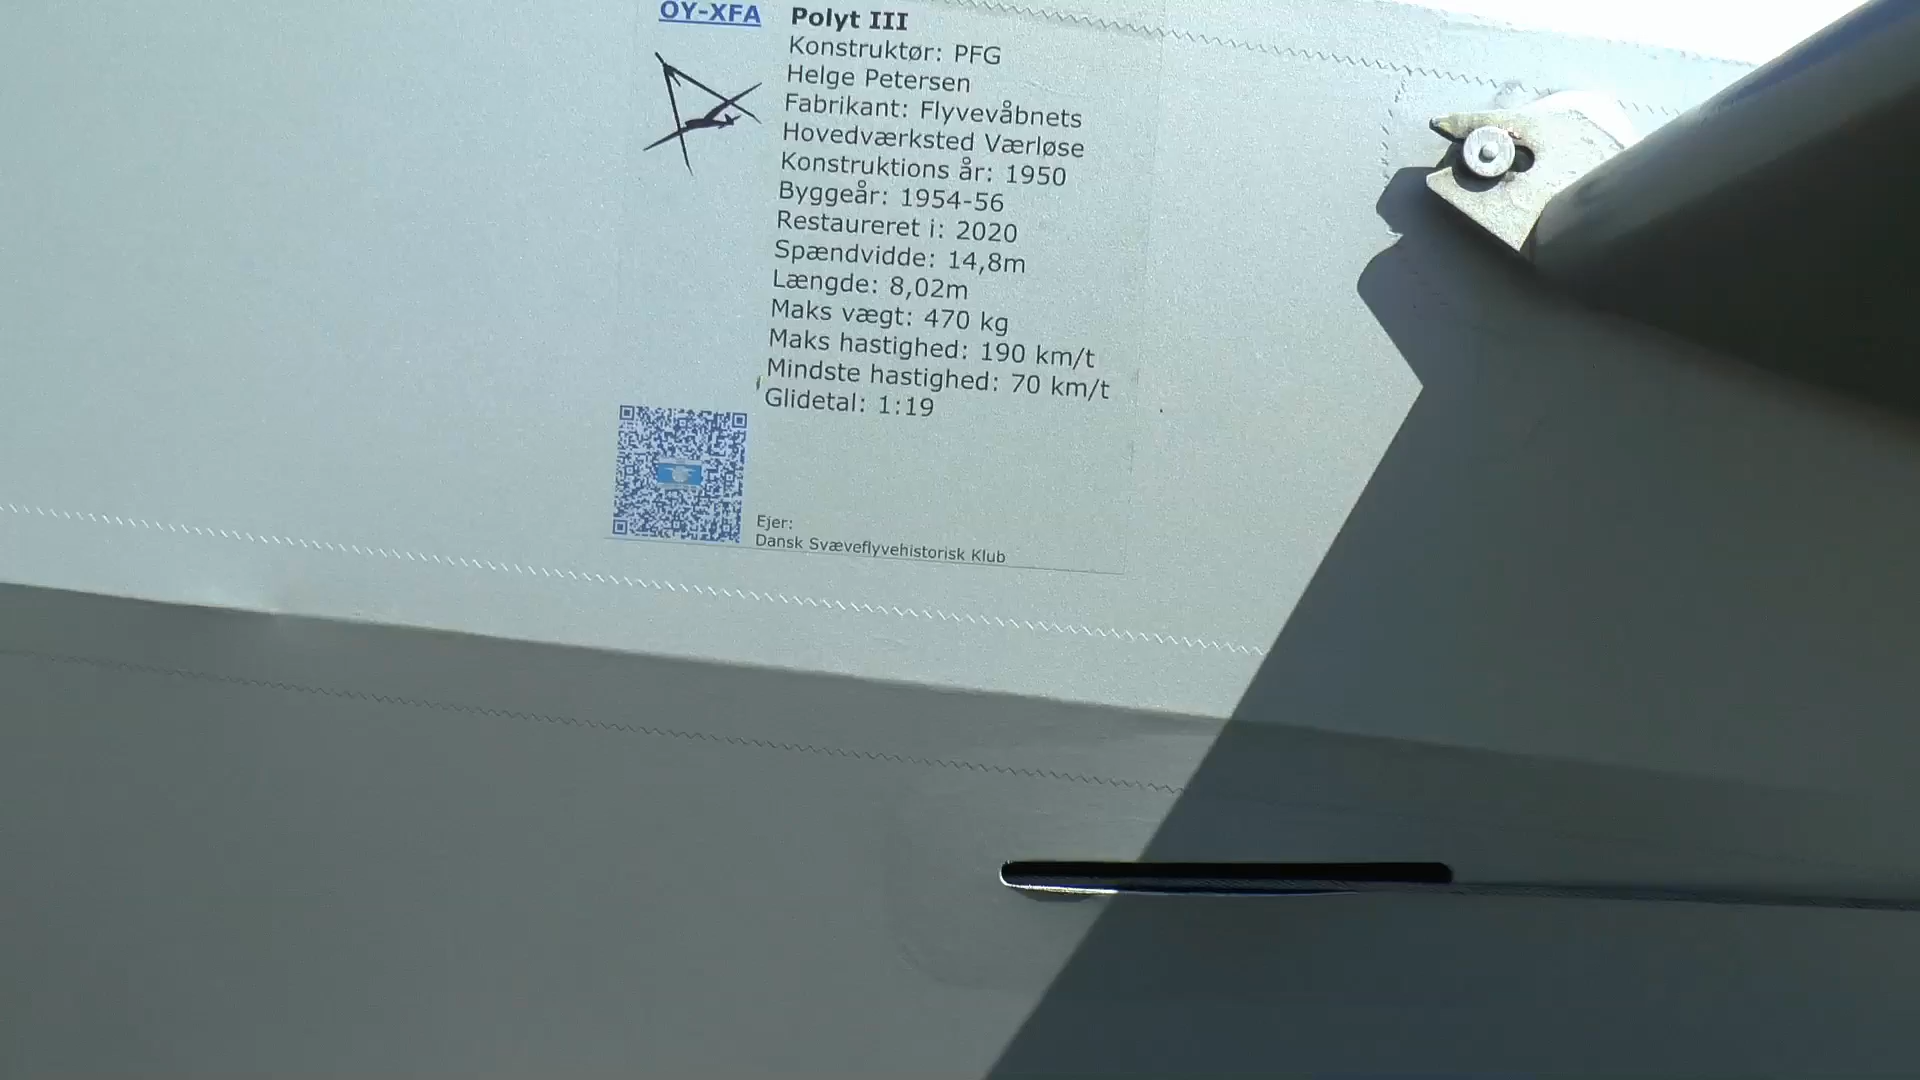 OY-XFA
Polyt III
Konstruktør: PFG
Helge Petersen
Fabrikant: Flyvevåbnets
Hovedværksted Værløse
Konstruktions år: 1950
Byggeår: 1954-56
Restaureret i: 2020
Spændvidde: 14,8m
Længde: 8,02m
Maks vægt: 470 kg
Maks hastighed: 190 km/t
Mindste hastighed: 70 km/t
Glidetal: 1:19
Ejer:
Dansk Svæveflyvehistorisk Klub